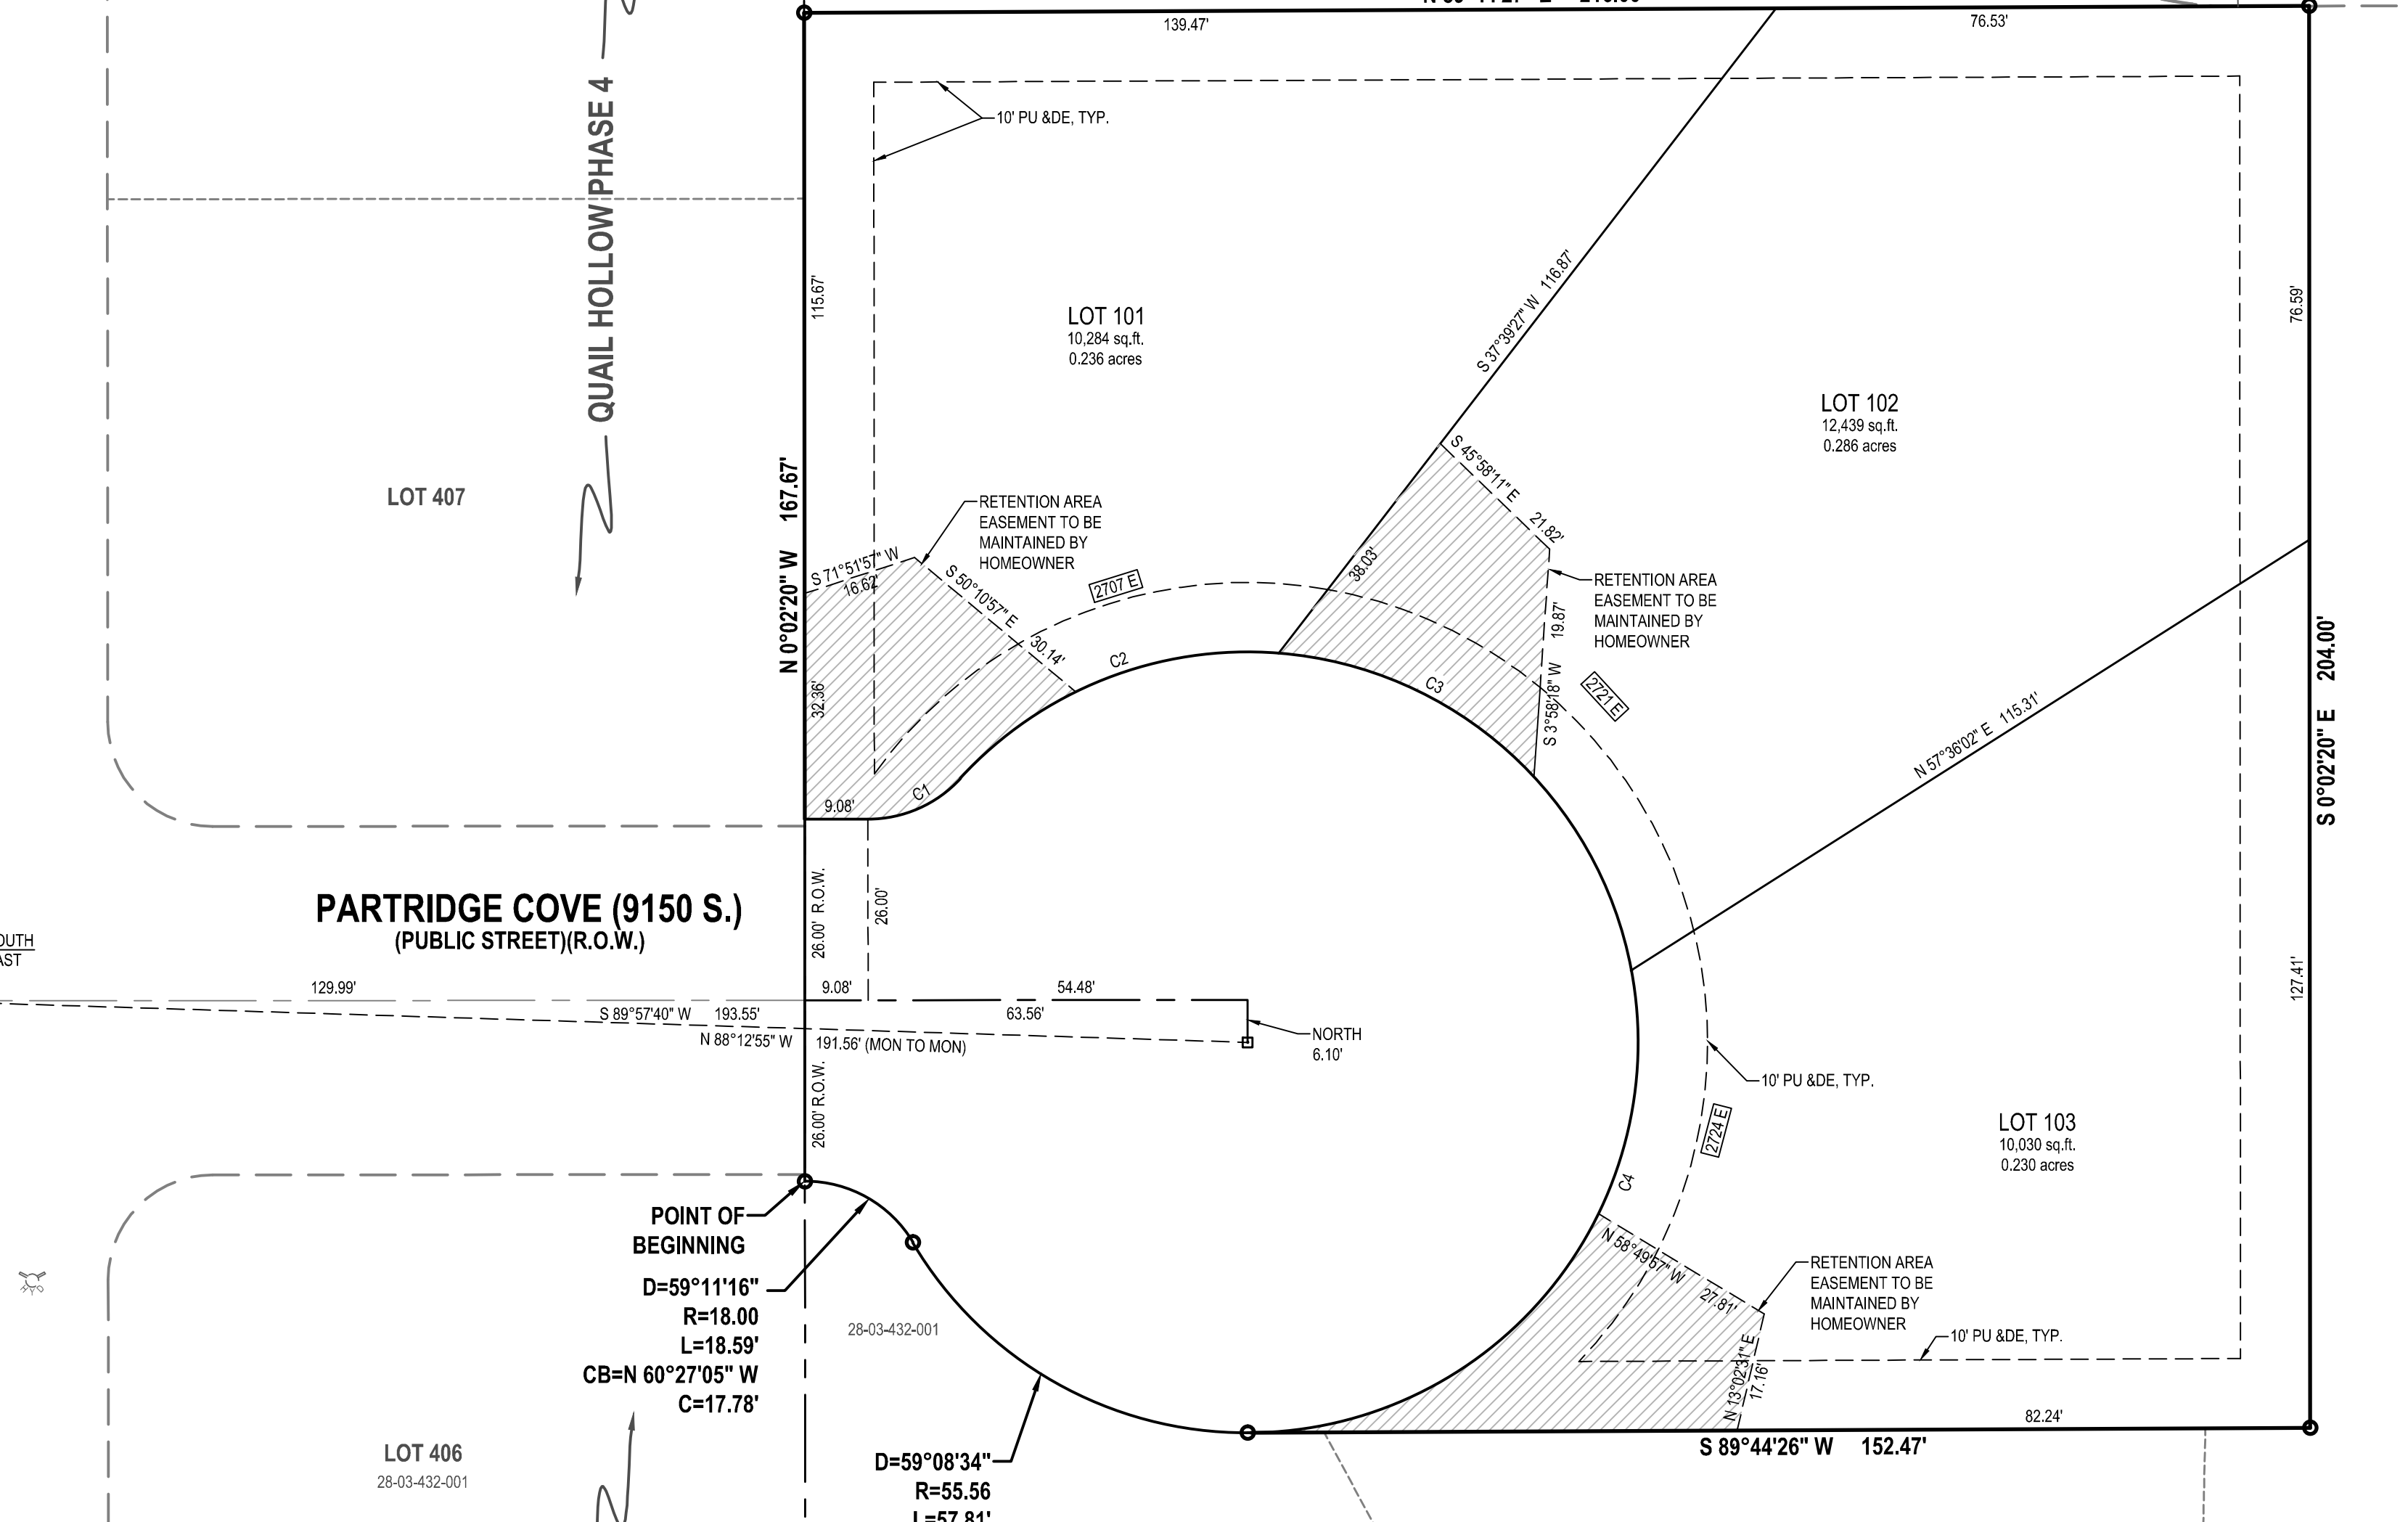 139.47'
76.53'
10' PU &DE, TYP.
QUAIL HOLLOW PHASE 4
115.67'
LOT 101
10,284 sq.ft.
0.236 acres
S 37°39'27" W 116.87'
76.59'
LOT 102
12,439 sq.ft.
0.286 acres
LOT 407
N 0°02'20" W 167.67'
RETENTION AREA
EASEMENT TO BE
MAINTAINED BY
HOMEOWNER
S 45°58'11" E
21.82'
S 71°51'57" W
16.62'
S 50°10'57" E
30.14'
2707 E
38.03'
RETENTION AREA
EASEMENT TO BE
MAINTAINED BY
HOMEOWNER
19.87'
S 3°58'18" W
32.36'
C2
C3
2721 E
S 0°02'20" E 204.00'
N 57°36'02" E 115.31'
C1
9.08'
PARTRIDGE COVE (9150 S.)
(PUBLIC STREET)(R.O.W.)
26.00' R.O.W.
26.00'
129.99'
9.08'
54.48'
127.41'
S 89°57'40" W 193.55'
63.56'
N 88°12'55" W 191.56' (MON TO MON)
NORTH
6.10'
26.00' R.O.W.
10' PU &DE, TYP.
2724 E
LOT 103
10,030 sq.ft.
0.230 acres
C4
POINT OF
BEGINNING
D=59°11'16"
R=18.00
L=18.59'
CB=N 60°27'05" W
C=17.78'
28-03-432-001
N 58°49'57" W
27.81'
RETENTION AREA
EASEMENT TO BE
MAINTAINED BY
HOMEOWNER
10' PU &DE, TYP.
N 13°02'31" E
17.16'
82.24'
S 89°44'26" W 152.47'
LOT 406
28-03-432-001
D=59°08'34"
R=55.56
L=57.81'